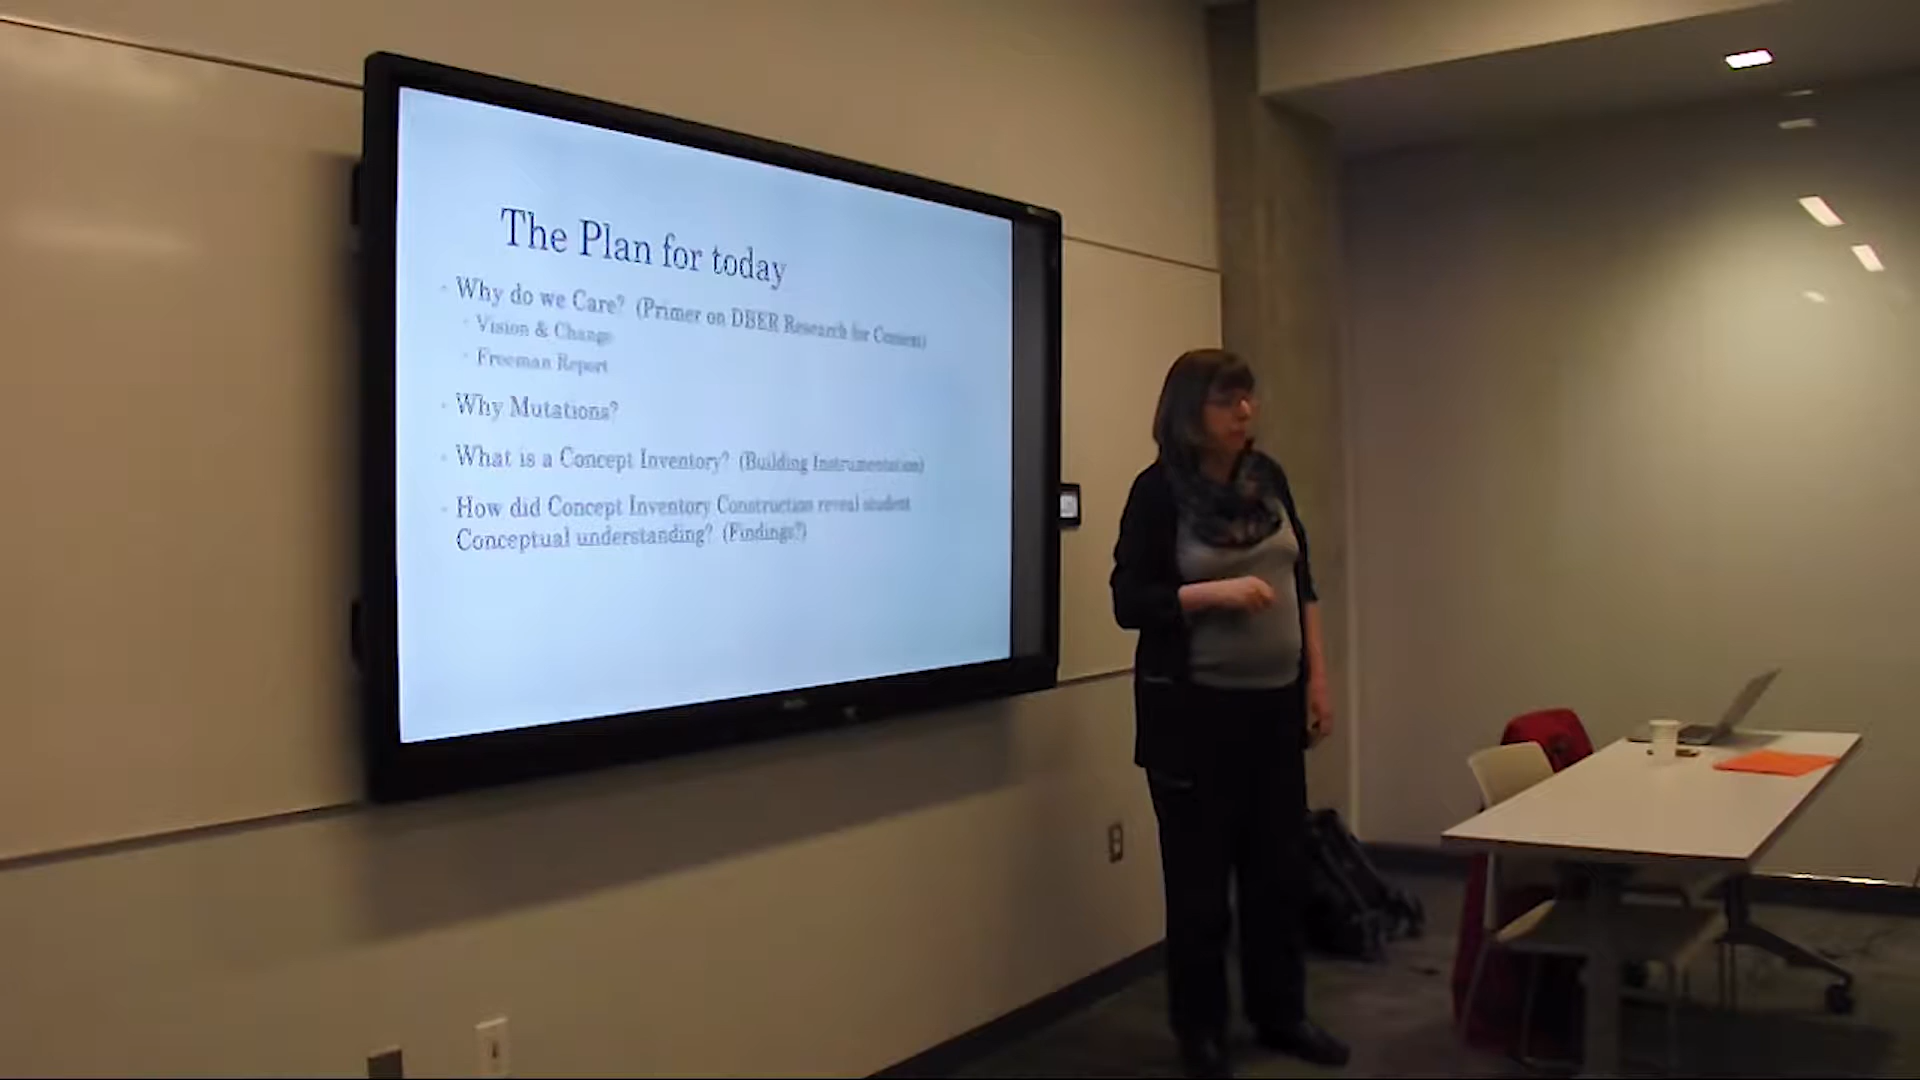 The Plan for today
Why do we Care? (Primer on DBER Research for Context)
Vision & Change
Freeman Report
Why Mutations?
What is a Concept Inventory? (Building Instrumentation)
How did Concept Inventory Construction reveal student
Conceptual understanding? (Findings!)